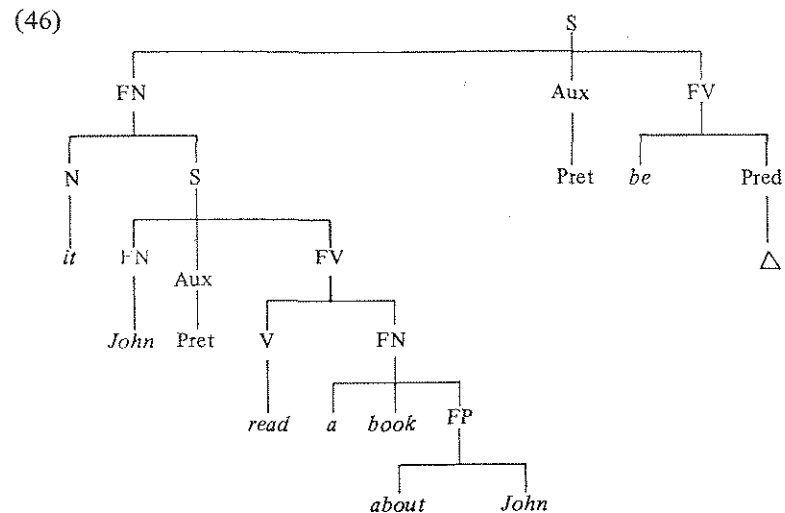 (46)
S
FN Aux FV
N S Pret be Pred
it FN Aux FV △
John Pret V FN
read a book FP
about John